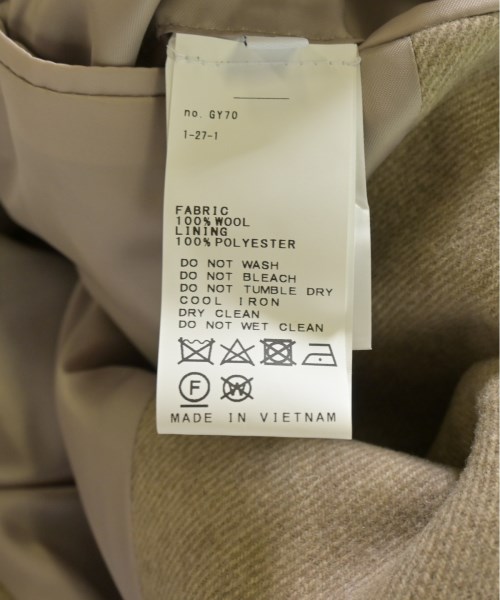 no. GY70
1-27-1
FABRIC
100% WOOL
LINING
100% POLYESTER
DO NOT WASH
DO NOT BLEACH
DO NOT TUMBLE DRY
COOL IRON
DRY CLEAN
DO NOT WET CLEAN
F W
MADE IN VIETNAM